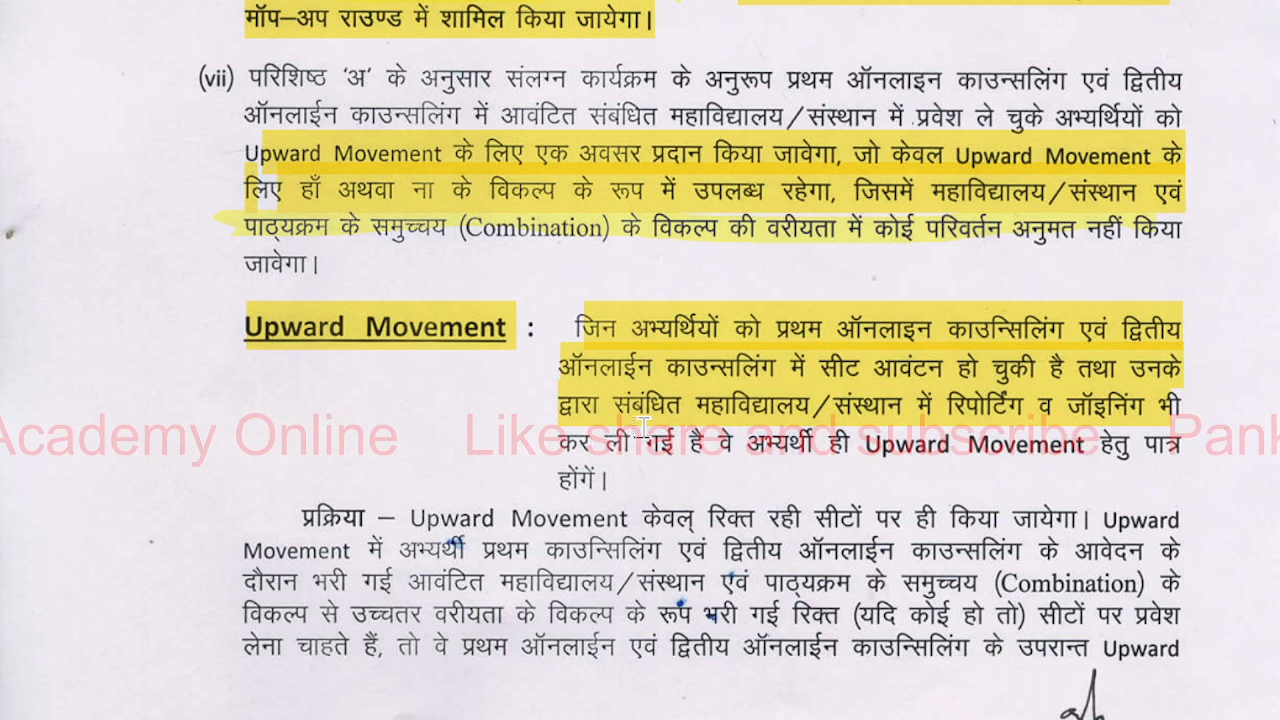 मॉप–अप राउण्ड में शामिल किया जायेगा।
(vii) परिशिष्ठ 'अ' के अनुसार संलग्न कार्यक्रम के अनुरूप प्रथम ऑनलाइन काउन्सलिंग एवं द्वितीय
ऑनलाईन काउन्सलिंग में आवंटित संबंधित महाविद्यालय/संस्थान में प्रवेश ले चुके अभ्यर्थियों को
Upward Movement के लिए एक अवसर प्रदान किया जावेगा, जो केवल Upward Movement के
लिए हाँ अथवा ना के विकल्प के रूप में उपलब्ध रहेगा, जिसमें महाविद्यालय/संस्थान एवं
पाठ्यक्रम के समुच्चय (Combination) के विकल्प की वरीयता में कोई परिवर्तन अनुमत नहीं किया
जावेगा।
Upward Movement : जिन अभ्यर्थियों को प्रथम ऑनलाइन काउन्सिलिंग एवं द्वितीय
ऑनलाईन काउन्सलिंग में सीट आवंटन हो चुकी है तथा उनके
द्वारा संबंधित महाविद्यालय/संस्थान में रिपोर्टिंग व जॉइनिंग भी
Academy Online Like share and subscribe Pank
कर ली गई है वे अभ्यर्थी ही Upward Movement हेतु पात्र
होंगें।
प्रक्रिया – Upward Movement केवल् रिक्त रही सीटों पर ही किया जायेगा। Upward
Movement में अभ्यर्थी प्रथम काउन्सिलिंग एवं द्वितीय ऑनलाईन काउन्सलिंग के आवेदन के
दौरान भरी गई आवंटित महाविद्यालय/संस्थान एवं पाठ्यक्रम के समुच्चय (Combination) के
विकल्प से उच्चतर वरीयता के विकल्प के रूप भरी गई रिक्त (यदि कोई हो तो) सीटों पर प्रवेश
लेना चाहते हैं, तो वे प्रथम ऑनलाईन एवं द्वितीय ऑनलाईन काउन्सलिंग के उपरान्त Upward